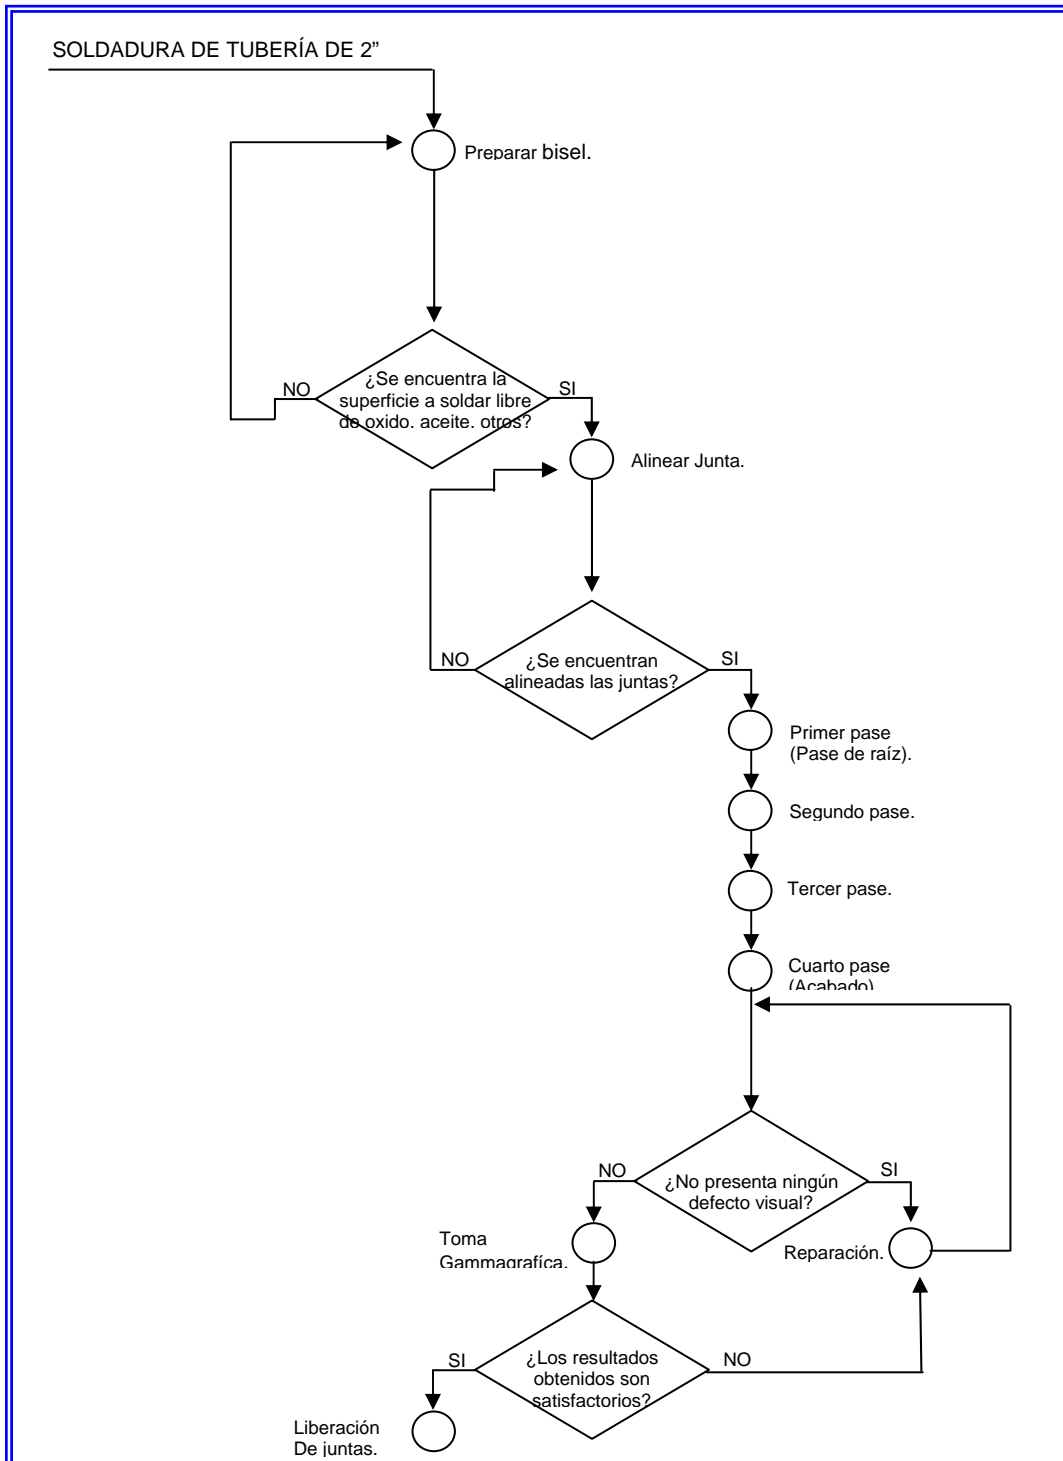 SOLDADURA DE TUBERÍA DE 2”
Preparar bisel.
¿Se encuentra la
superficie a soldar libre
de oxido. aceite. otros?
NO
SI
Alinear Junta.
¿Se encuentran
alineadas las juntas?
NO
SI
Primer pase
(Pase de raíz).
Segundo pase.
Tercer pase.
Cuarto pase
(Acabado)
¿No presenta ningún
defecto visual?
NO
SI
Toma
Gammagrafíca.
Reparación.
¿Los resultados
obtenidos son
satisfactorios?
SI
NO
Liberación
De juntas.